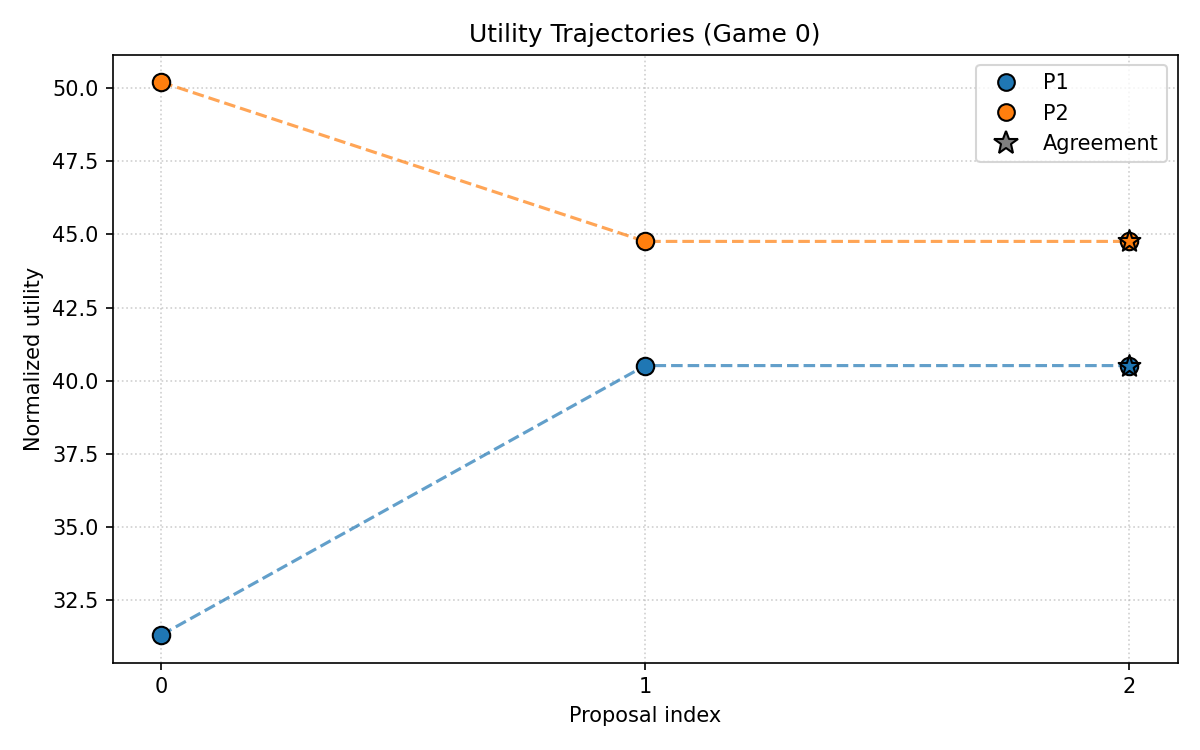 Utility Trajectories (Game 0)
P1
P2
Agreement
Normalized utility
50.0
47.5
45.0
42.5
40.0
37.5
35.0
32.5
0
1
2
Proposal index